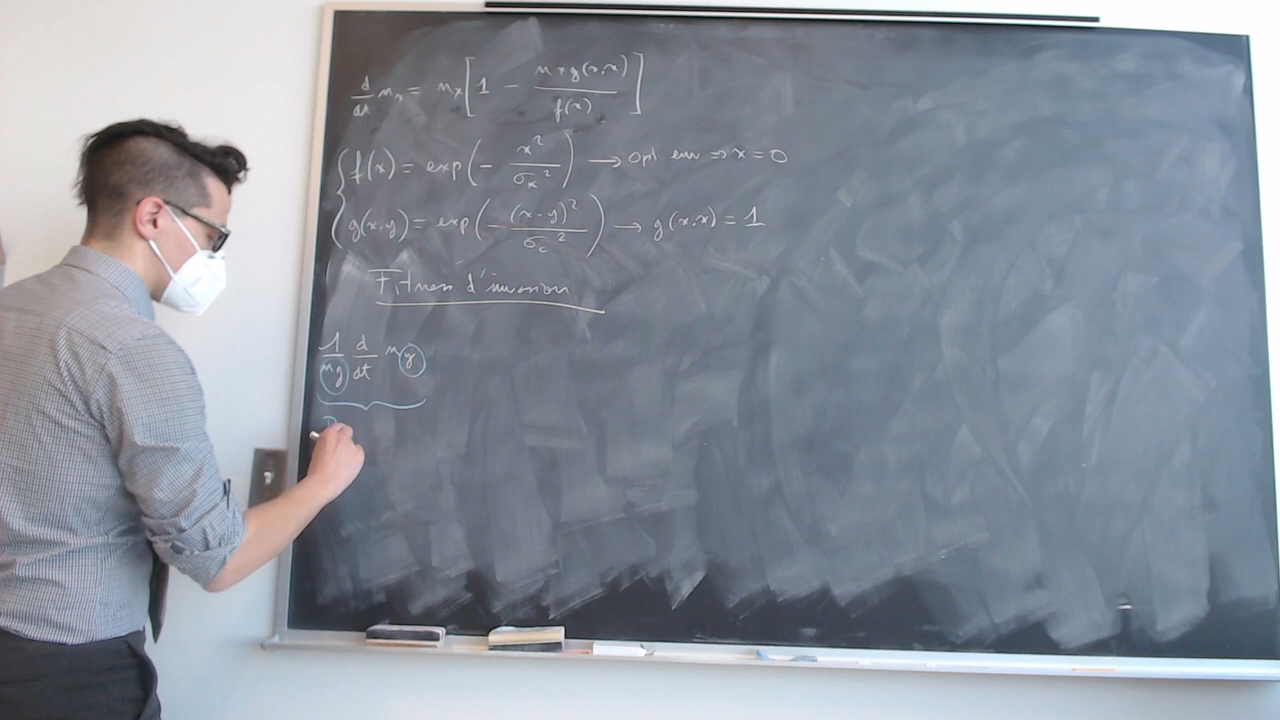 d/dt n_x = n_x [1 - n_x g(x,x) / f(x)]
f(x) = exp(- x² / σ_K²) → Opt env ⇒ x = 0
g(x,y) = exp(- (x-y)² / σ_c²) → g(x,x) = 1
Fitness d'invasion
1/n_y d/dt n_y